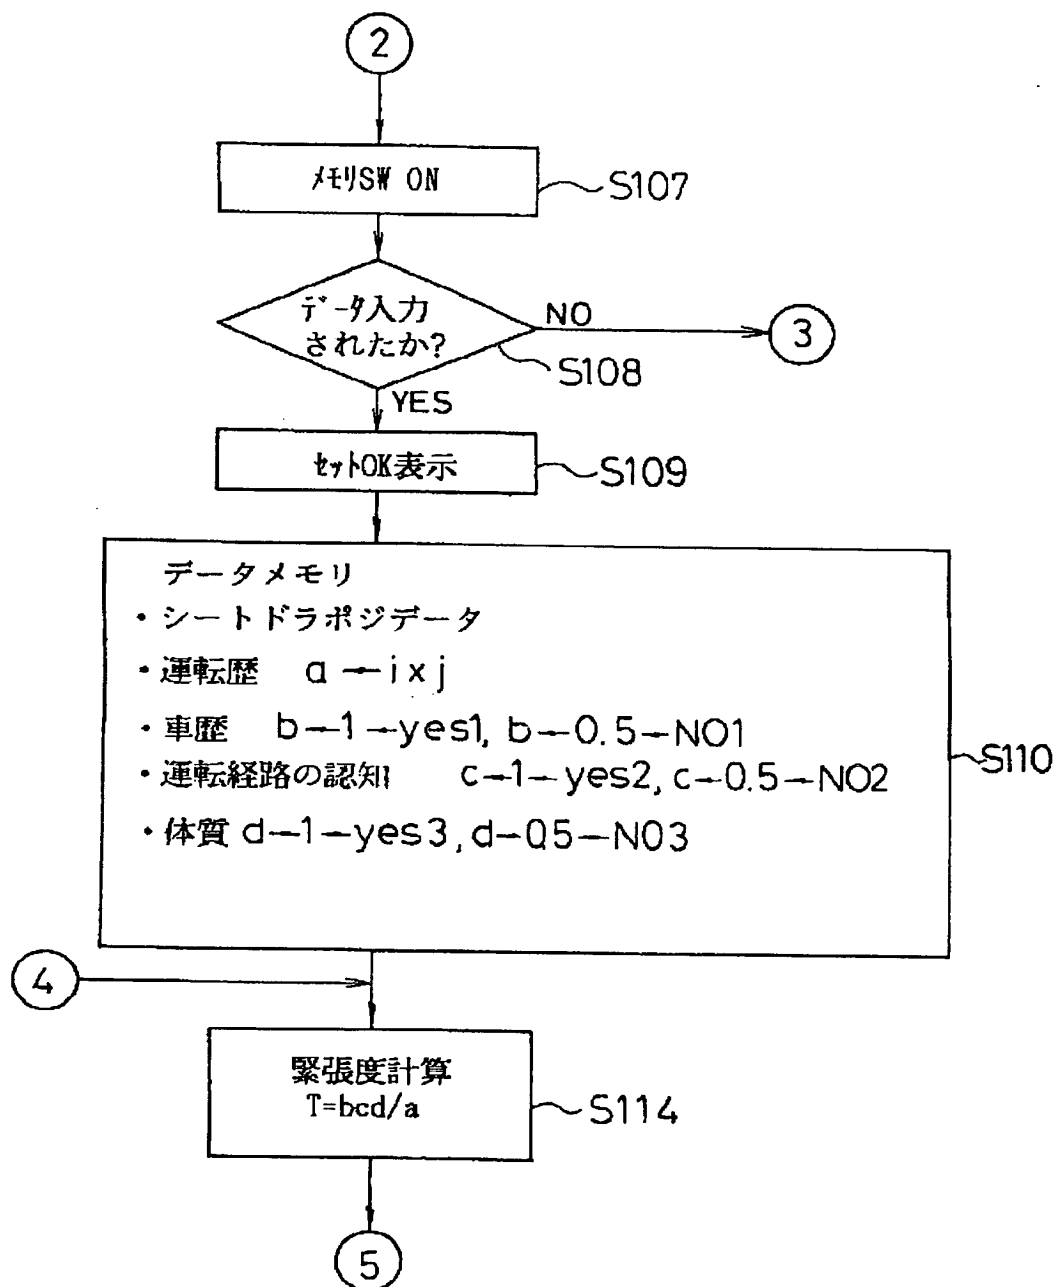 2
ﾒﾓﾘSW ON
S107
ﾃﾞｰﾀ入力
されたか?
NO
3
S108
YES
ｾｯﾄOK表示
S109
データメモリ
・シートドラポジデータ
・運転歴 a←i×j
・車歴 b←1←yes1, b←0.5←NO1
・運転経路の認知 c←1←yes2, c←0.5←NO2
・体質 d←1←yes3, d←0.5←NO3
S110
4
緊張度計算
T=bcd/a
S114
5